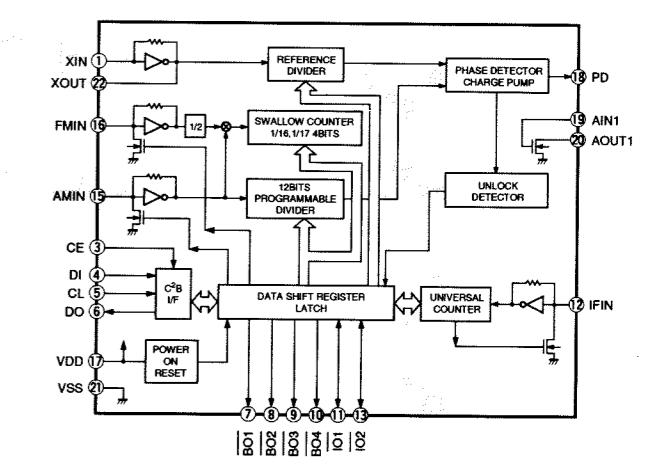 XIN 1
XOUT 22
FMIN 16
AMIN 15
CE 3
DI 4
CL 5
DO 6
VDD 17
VSS 21
REFERENCE
DIVIDER
PHASE DETECTOR
CHARGE PUMP
18 PD
19 AIN1
20 AOUT1
1/2
SWALLOW COUNTER
1/16, 1/17 4BITS
12BITS
PROGRAMMABLE
DIVIDER
UNLOCK
DETECTOR
C²B
I/F
DATA SHIFT REGISTER
LATCH
UNIVERSAL
COUNTER
12 IFIN
POWER
ON
RESET
7 8 9 10 11 13
BO1
BO2
BO3
BO4
IO1
IO2